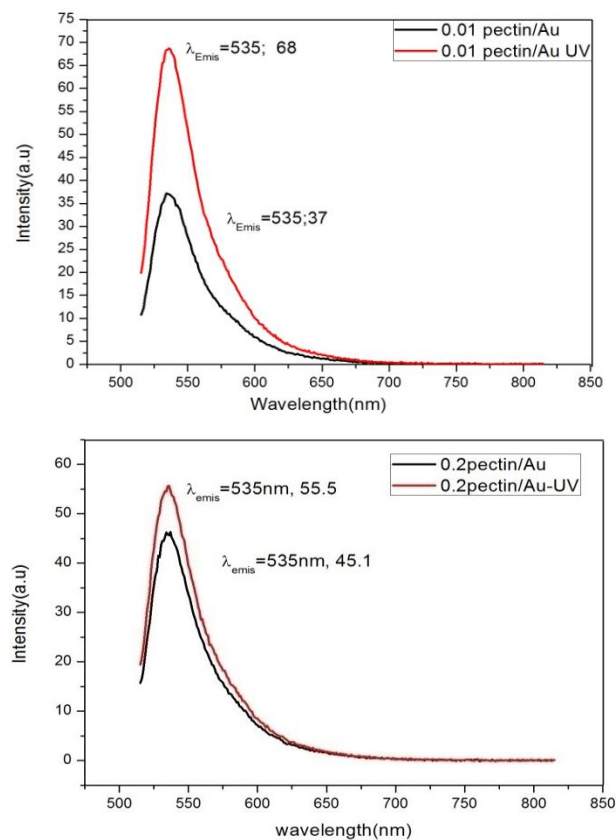 75
70
65
60
55
50
45
40
35
30
25
20
15
10
5
0
Intensity(a.u)
λEmis=535; 68
λEmis=535;37
0.01 pectin/Au
0.01 pectin/Au UV
500 550 600 650 700 750 800 850
Wavelength(nm)
60
50
40
30
20
10
0
Intensity(a.u)
λemis=535nm, 55.5
λemis=535nm, 45.1
0.2pectin/Au
0.2pectin/Au-UV
500 550 600 650 700 750 800 850
wavelength(nm)